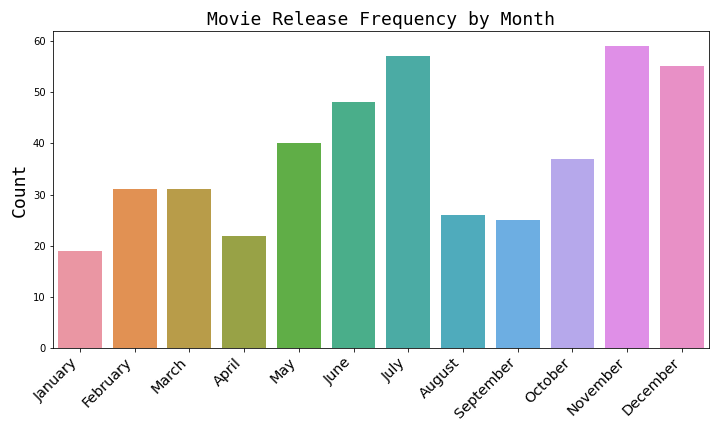 Movie Release Frequency by Month
Count
60
50
40
30
20
10
0
January
February
March
April
May
June
July
August
September
October
November
December